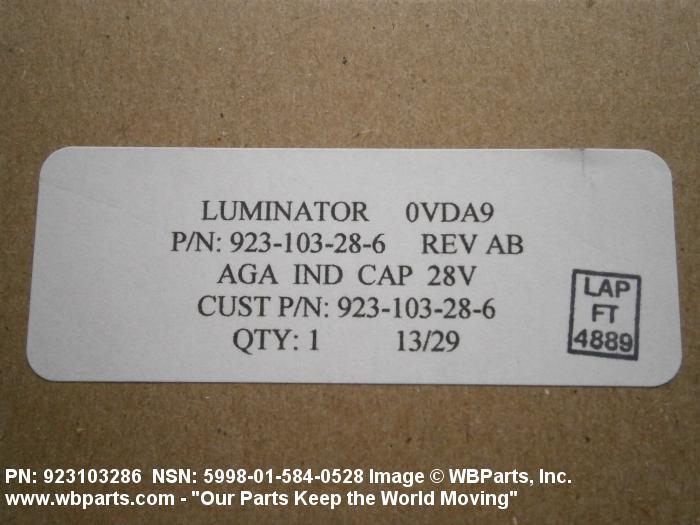 LUMINATOR 0VDA9
P/N: 923-103-28-6 REV AB
AGA IND CAP 28V
CUST P/N: 923-103-28-6
QTY: 1 13/29
LAP
FT
4889
PN: 923103286 NSN: 5998-01-584-0528 Image © WBParts, Inc.
www.wbparts.com - "Our Parts Keep the World Moving"